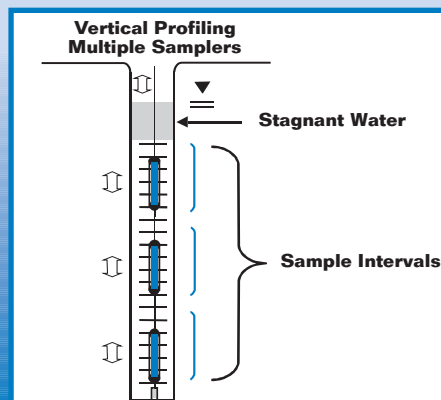 Vertical Profiling
Multiple Samplers
Stagnant Water
Sample Intervals